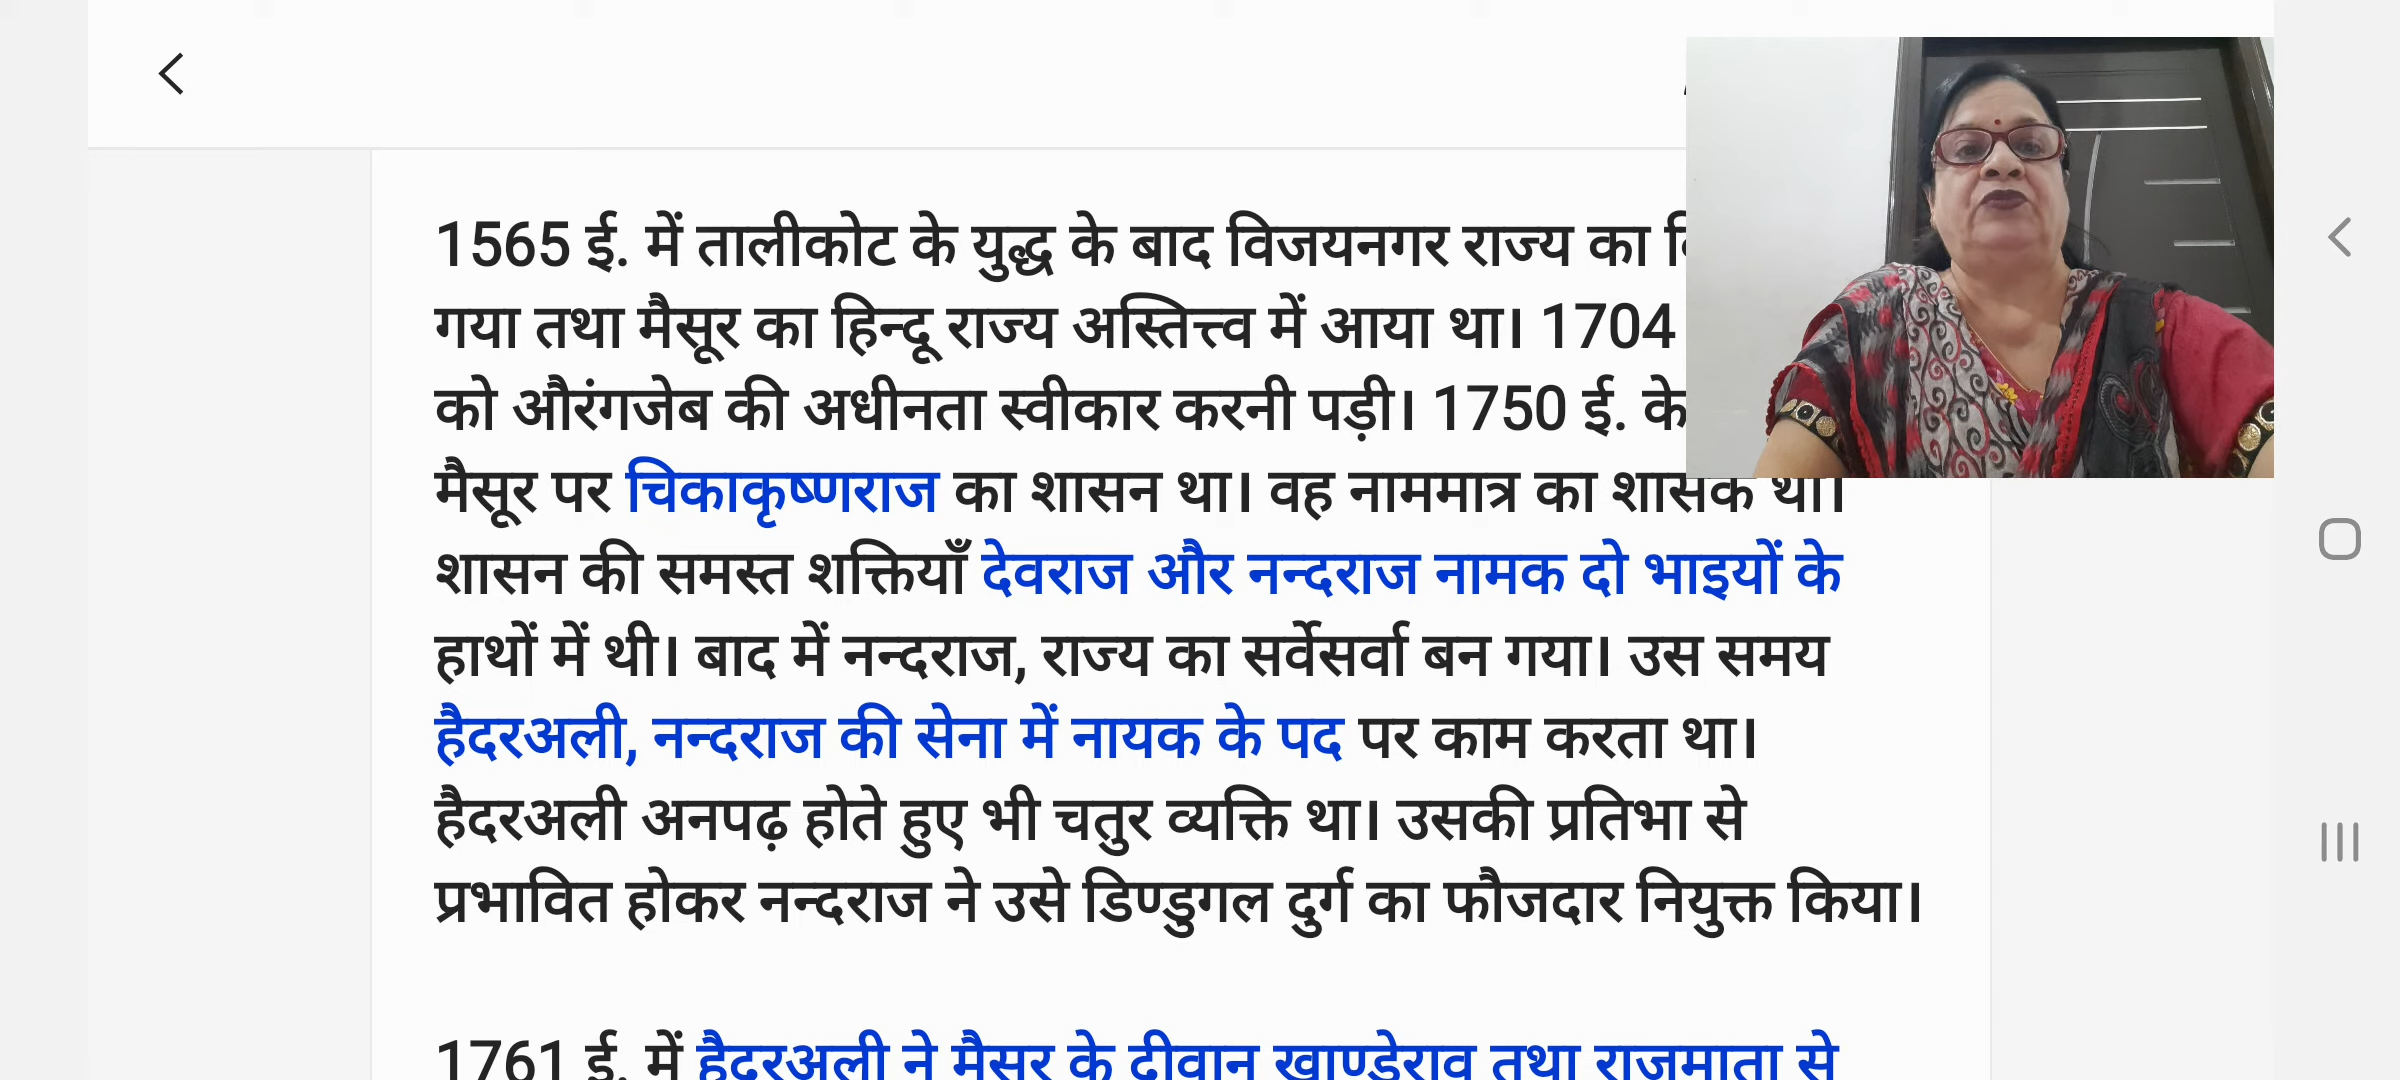 1565 ई. में तालीकोट के युद्ध के बाद विजयनगर राज्य का
गया तथा मैसूर का हिन्दू राज्य अस्तित्त्व में आया था। 1704
को औरंगजेब की अधीनता स्वीकार करनी पड़ी। 1750 ई. के
मैसूर पर चिकाकृष्णराज का शासन था। वह नाममात्र का शासक था।
शासन की समस्त शक्तियाँ देवराज और नन्दराज नामक दो भाइयों के
हाथों में थी। बाद में नन्दराज, राज्य का सर्वेसर्वा बन गया। उस समय
हैदरअली, नन्दराज की सेना में नायक के पद पर काम करता था।
हैदरअली अनपढ़ होते हुए भी चतुर व्यक्ति था। उसकी प्रतिभा से
प्रभावित होकर नन्दराज ने उसे डिण्डुगल दुर्ग का फौजदार नियुक्त किया।
1761 ई. में हैदरअली ने मैसूर के दीवान खाण्डेराव तथा राजमाता से